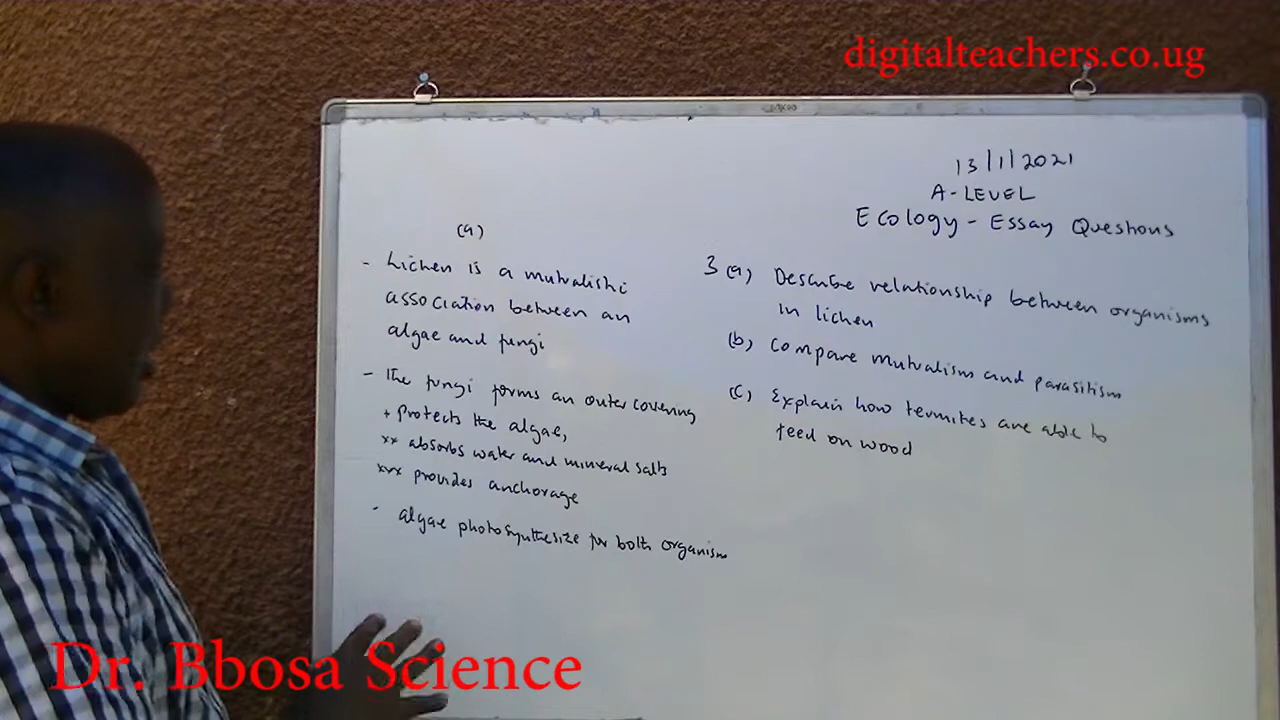 digitalteachers.co.ug
13/1/2021
A-LEVEL
Ecology - Essay Questions
(a)
- Lichen is a mutualistic
association between an
algae and fungi
- The fungi forms an outer covering
+ protects the algae,
xx absorbs water and mineral salts
xxx provides anchorage
- algae photosynthesize for both organisms
3 (a) Describe relationship between organisms
in lichen
(b) compare mutualism and parasitism
(c) Explain how termites are able to
feed on wood
Dr. Bbosa Science